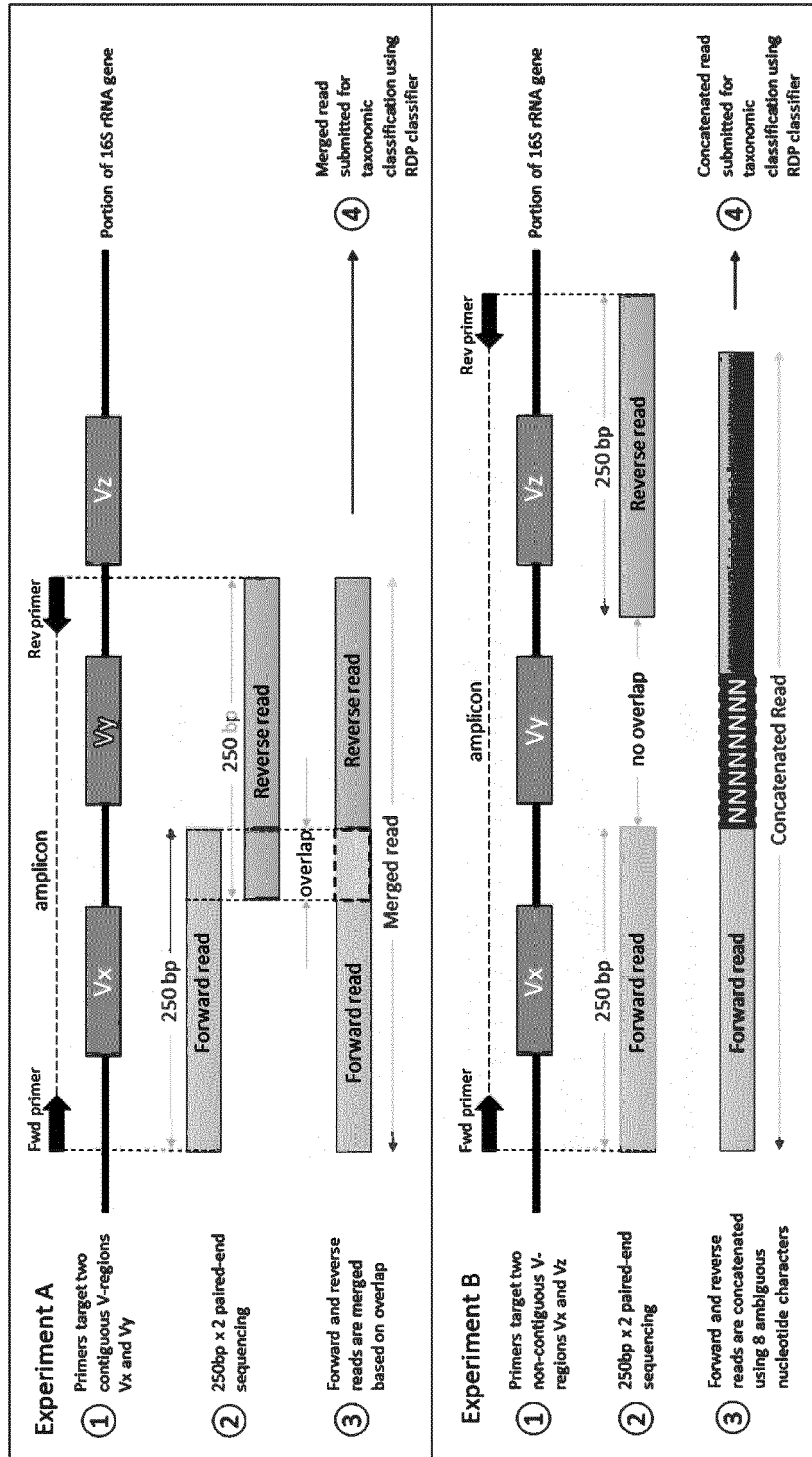 Experiment A
① Primers target two
contiguous V-regions
Vx and Vy
Fwd primer
amplicon
Rev primer
Vx
Vy
Vz
Portion of 16S rRNA gene
② 250bp x 2 paired-end
sequencing
250 bp
Forward read
250 bp
Reverse read
overlap
③ Forward and reverse
reads are merged
based on overlap
Forward read
Reverse read
Merged read
④ Merged read
submitted for
taxonomic
classification using
RDP classifier
Experiment B
① Primers target two
non-contiguous V-
regions Vx and Vz
Fwd primer
amplicon
Rev primer
Vx
Vy
Vz
Portion of 16S rRNA gene
② 250bp x 2 paired-end
sequencing
250 bp
Forward read
no overlap
250 bp
Reverse read
③ Forward and reverse
reads are concatenated
using 8 ambiguous
nucleotide characters
Forward read
NNNNNNNN
Concatenated Read
④ Concatenated read
submitted for
taxonomic
classification using
RDP classifier